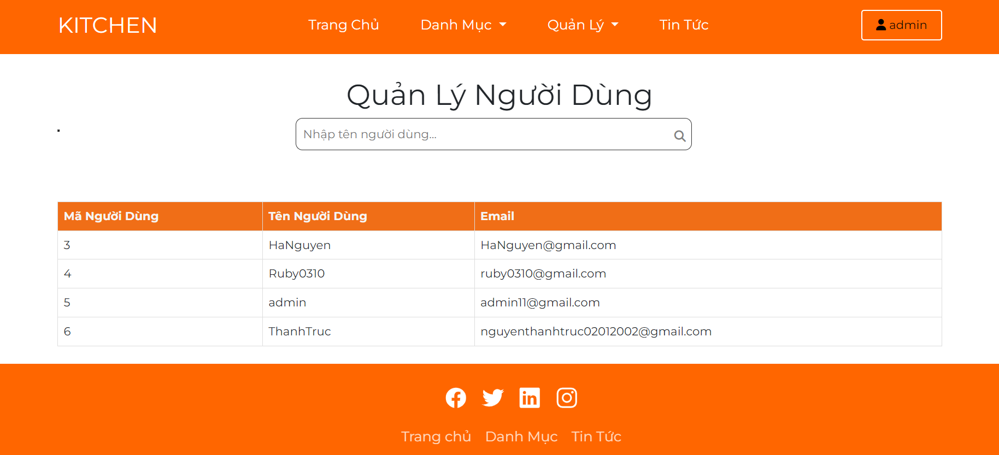 KITCHEN Trang Chủ Danh Mục Quản Lý Tin Tức admin
Quản Lý Người Dùng
Nhập tên người dùng...
Mã Người Dùng Tên Người Dùng Email
3 HaNguyen HaNguyen@gmail.com
4 Ruby0310 ruby0310@gmail.com
5 admin admin11@gmail.com
6 ThanhTruc nguyenthanhtruc02012002@gmail.com
Trang chủ Danh Mục Tin Tức